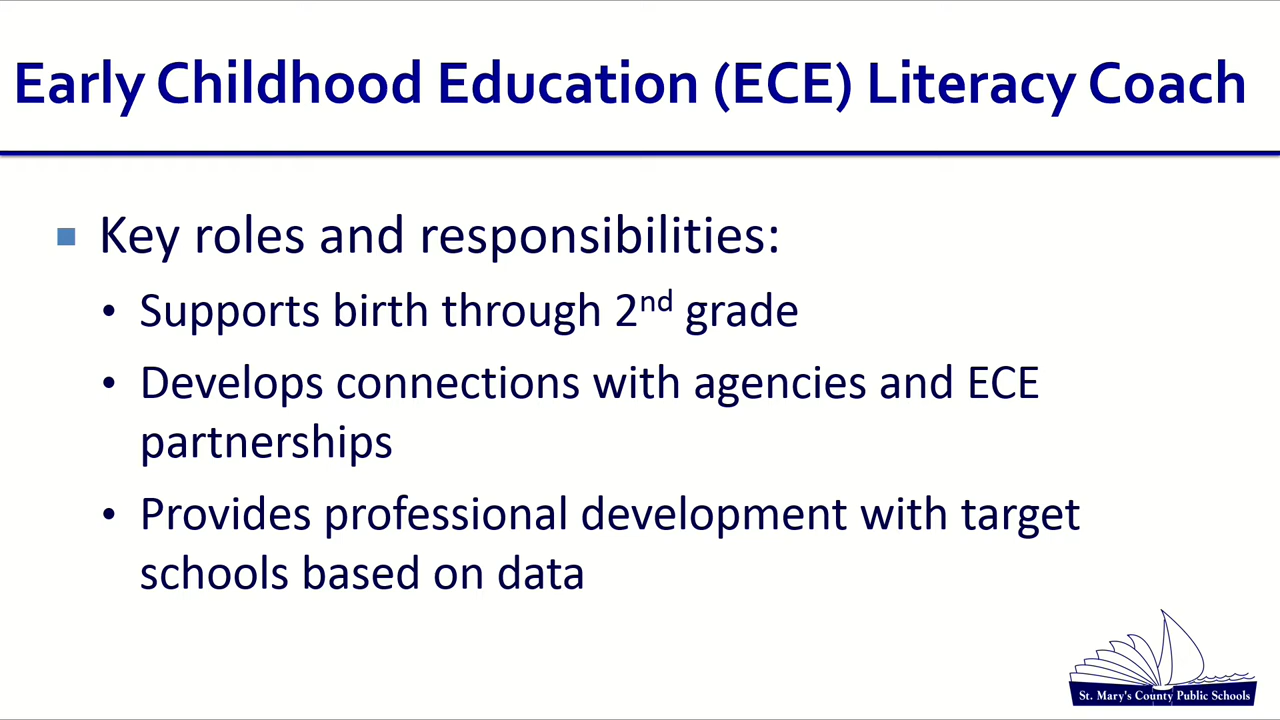 Early Childhood Education (ECE) Literacy Coach
Key roles and responsibilities:
• Supports birth through 2nd grade
• Develops connections with agencies and ECE
partnerships
• Provides professional development with target
schools based on data
St. Mary's County Public Schools